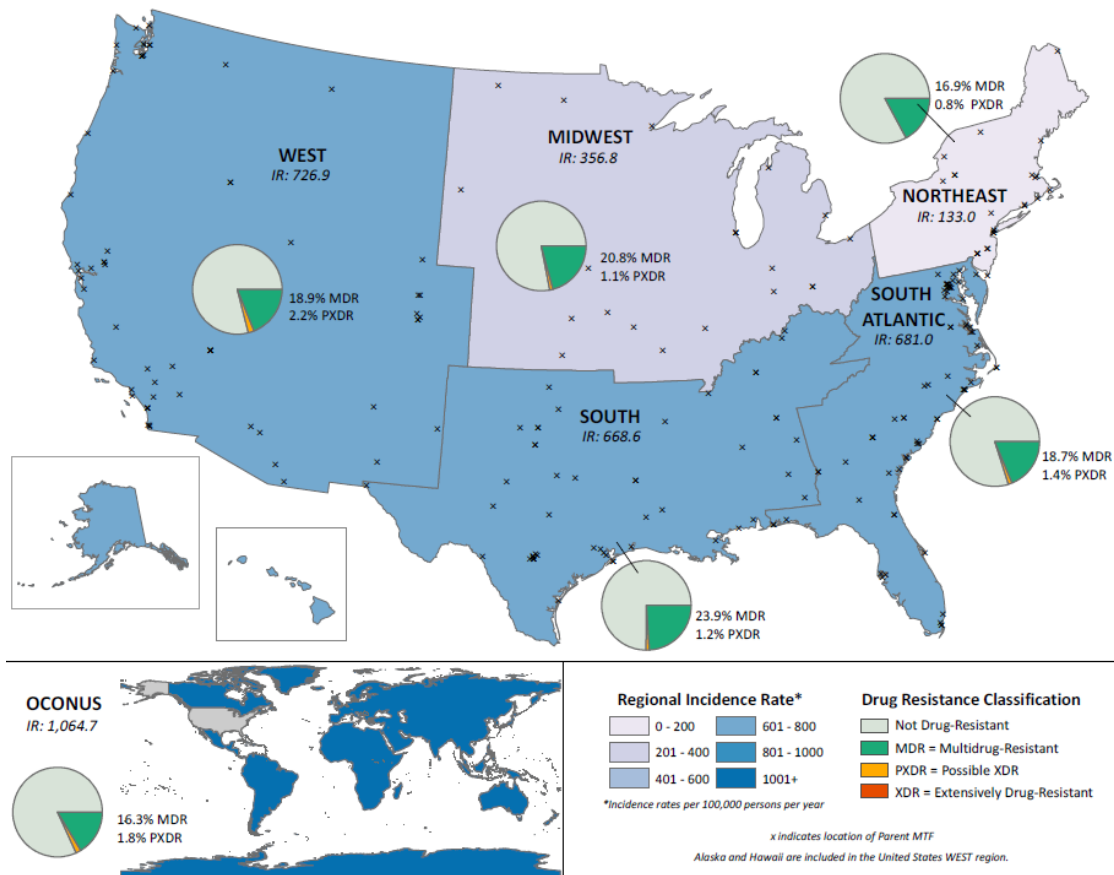 16.9% MDR
0.8% PXDR
MIDWEST
IR: 356.8
WEST
IR: 726.9
NORTHEAST
IR: 133.0
20.8% MDR
1.1% PXDR
18.9% MDR
2.2% PXDR
SOUTH
ATLANTIC
IR: 681.0
SOUTH
IR: 668.6
18.7% MDR
1.4% PXDR
23.9% MDR
1.2% PXDR
OCONUS
IR: 1,064.7
16.3% MDR
1.8% PXDR
Regional Incidence Rate*
0 - 200
201 - 400
401 - 600
601 - 800
801 - 1000
1001+
*Incidence rates per 100,000 persons per year
Drug Resistance Classification
Not Drug-Resistant
MDR = Multidrug-Resistant
PXDR = Possible XDR
XDR = Extensively Drug-Resistant
x indicates location of Parent MTF
Alaska and Hawaii are included in the United States WEST region.